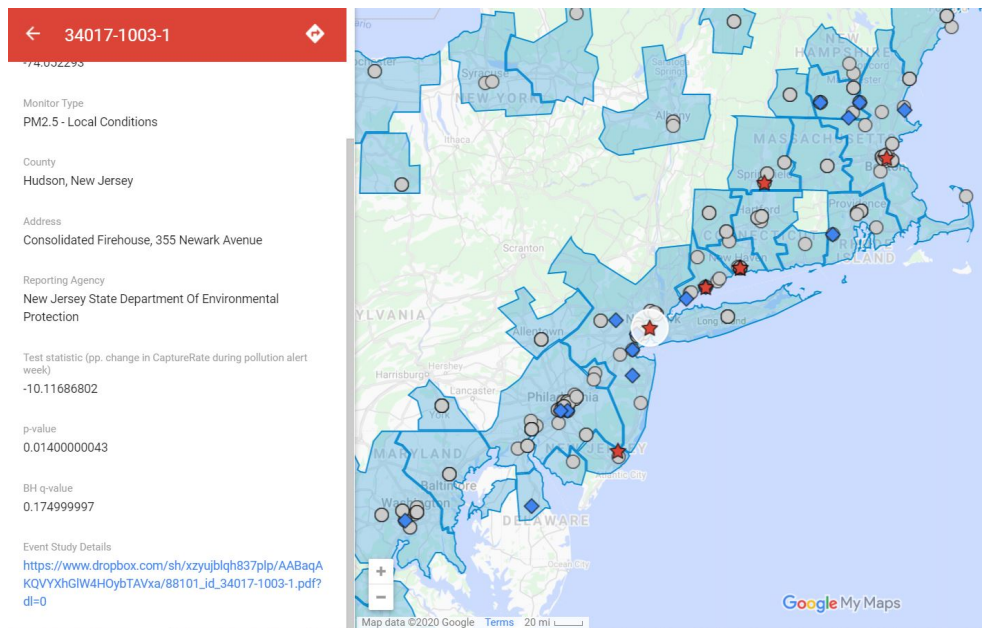 34017-1003-1
-74.052293
Monitor Type
PM2.5 - Local Conditions
County
Hudson, New Jersey
Address
Consolidated Firehouse, 355 Newark Avenue
Reporting Agency
New Jersey State Department Of Environmental
Protection
Test statistic (pp. change in CaptureRate during pollution alert
week)
-10.11686802
p-value
0.01400000043
BH q-value
0.174999997
Event Study Details
https://www.dropbox.com/sh/xzyujblqh837plp/AABaqA
KQVYXhGlW4HOybTAVxa/88101_id_34017-1003-1.pdf?
dl=0
NEW
HAMPSHIRE
Saratoga
Springs
Syracuse
NEW YORK
Albany
Ithaca
MASSACHUSETTS
Hartford
Providence
CONNECTICUT
RHODE
ISLAND
New Haven
Scranton
Long Island
Allentown
Hershey
Harrisburg
Lancaster
York
Philadelphia
NEW JERSEY
MARYLAND
Baltimore
Atlantic City
Washington
DELAWARE
Ocean City
+
−
Google My Maps
Map data ©2020 Google Terms 20 mi